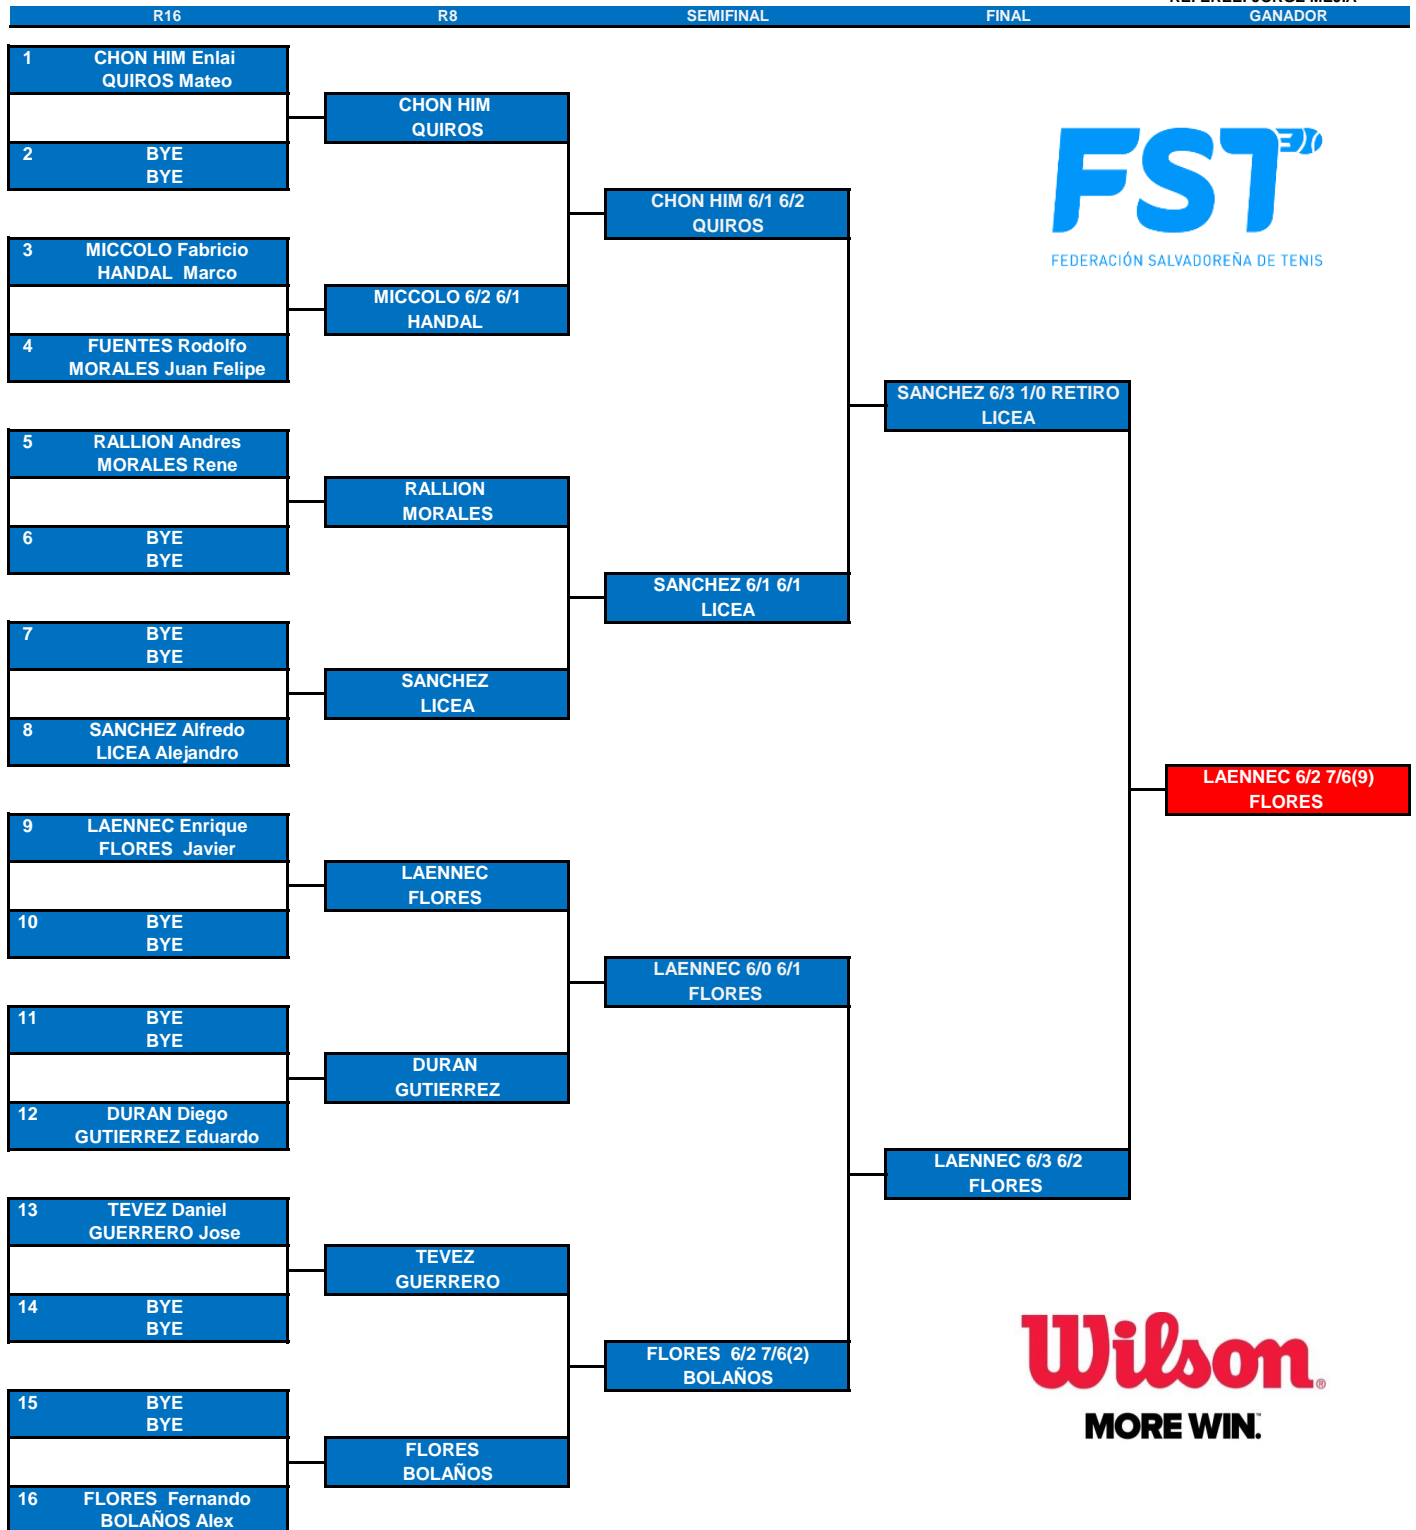 R16 R8 SEMIFINAL FINAL GANADOR
1 CHON HIM Enlai
QUIROS Mateo
CHON HIM
QUIROS
2 BYE
BYE
CHON HIM 6/1 6/2
QUIROS
3 MICCOLO Fabricio
HANDAL Marco
MICCOLO 6/2 6/1
HANDAL
4 FUENTES Rodolfo
MORALES Juan Felipe
SANCHEZ 6/3 1/0 RETIRO
LICEA
5 RALLION Andres
MORALES Rene
RALLION
MORALES
6 BYE
BYE
SANCHEZ 6/1 6/1
LICEA
7 BYE
BYE
SANCHEZ
LICEA
8 SANCHEZ Alfredo
LICEA Alejandro
LAENNEC 6/2 7/6(9)
FLORES
9 LAENNEC Enrique
FLORES Javier
LAENNEC
FLORES
10 BYE
BYE
LAENNEC 6/0 6/1
FLORES
11 BYE
BYE
DURAN
GUTIERREZ
12 DURAN Diego
GUTIERREZ Eduardo
LAENNEC 6/3 6/2
FLORES
13 TEVEZ Daniel
GUERRERO Jose
TEVEZ
GUERRERO
14 BYE
BYE
FLORES 6/2 7/6(2)
BOLAÑOS
15 BYE
BYE
FLORES
BOLAÑOS
16 FLORES Fernando
BOLAÑOS Alex
FST
FEDERACIÓN SALVADOREÑA DE TENIS
Wilson®
MORE WIN.™